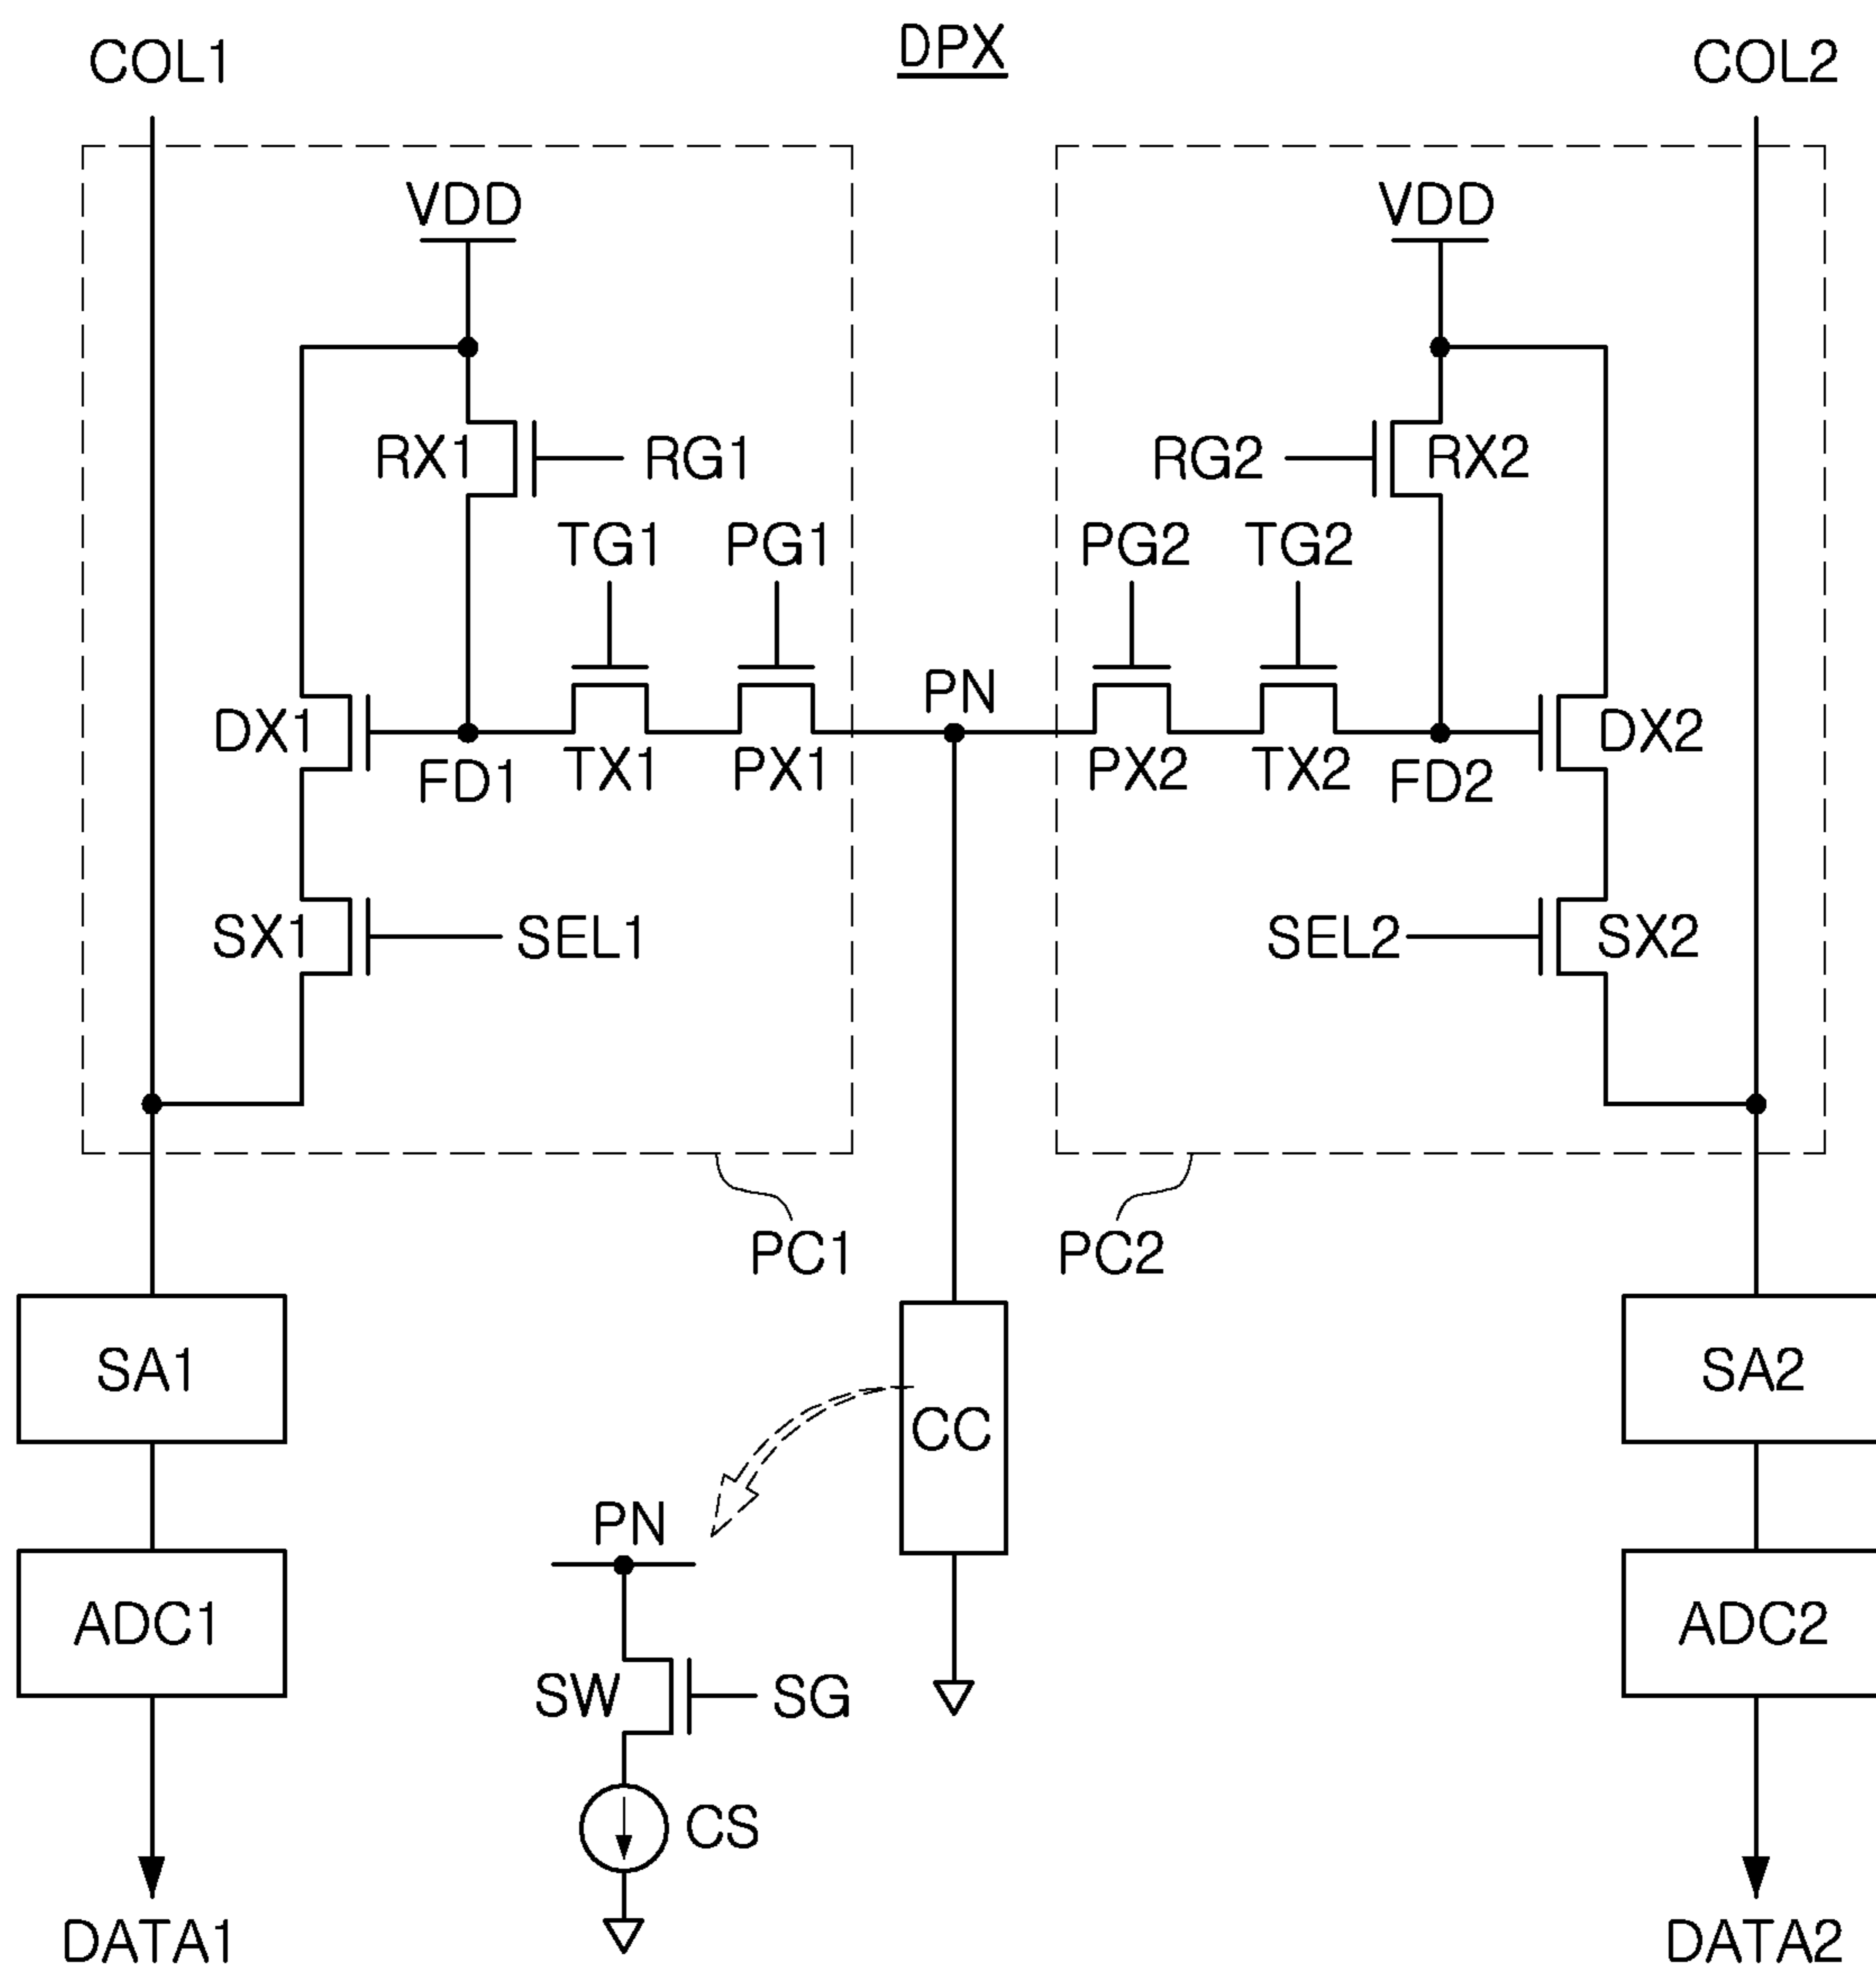 DPX
COL1
COL2
VDD
VDD
RX1
RG1
RG2
RX2
TG1
PG1
PG2
TG2
PN
DX1
FD1
TX1
PX1
PX2
TX2
FD2
DX2
SX1
SEL1
SEL2
SX2
PC1
PC2
SA1
CC
SA2
PN
ADC1
ADC2
SW
SG
CS
DATA1
DATA2